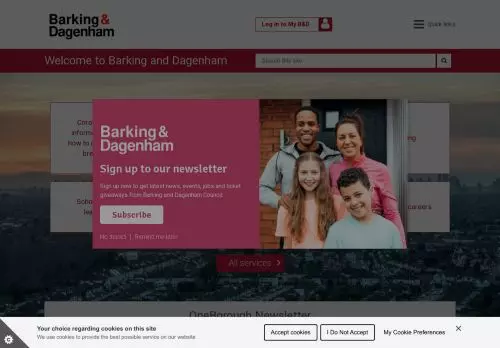 Barking &
Dagenham
Log in to My B&D
Quick links
Welcome to Barking and Dagenham
Search this site
Barking &
Dagenham
Sign up to our newsletter
Sign up now to get latest news, events, jobs and ticket
giveaways from Barking and Dagenham Council
Subscribe
No thanks | Remind me later
careers
All services
OneBorough Newsletter
Your choice regarding cookies on this site
We use cookies to provide the best possible service on our website
Accept cookies
I Do Not Accept
My Cookie Preferences